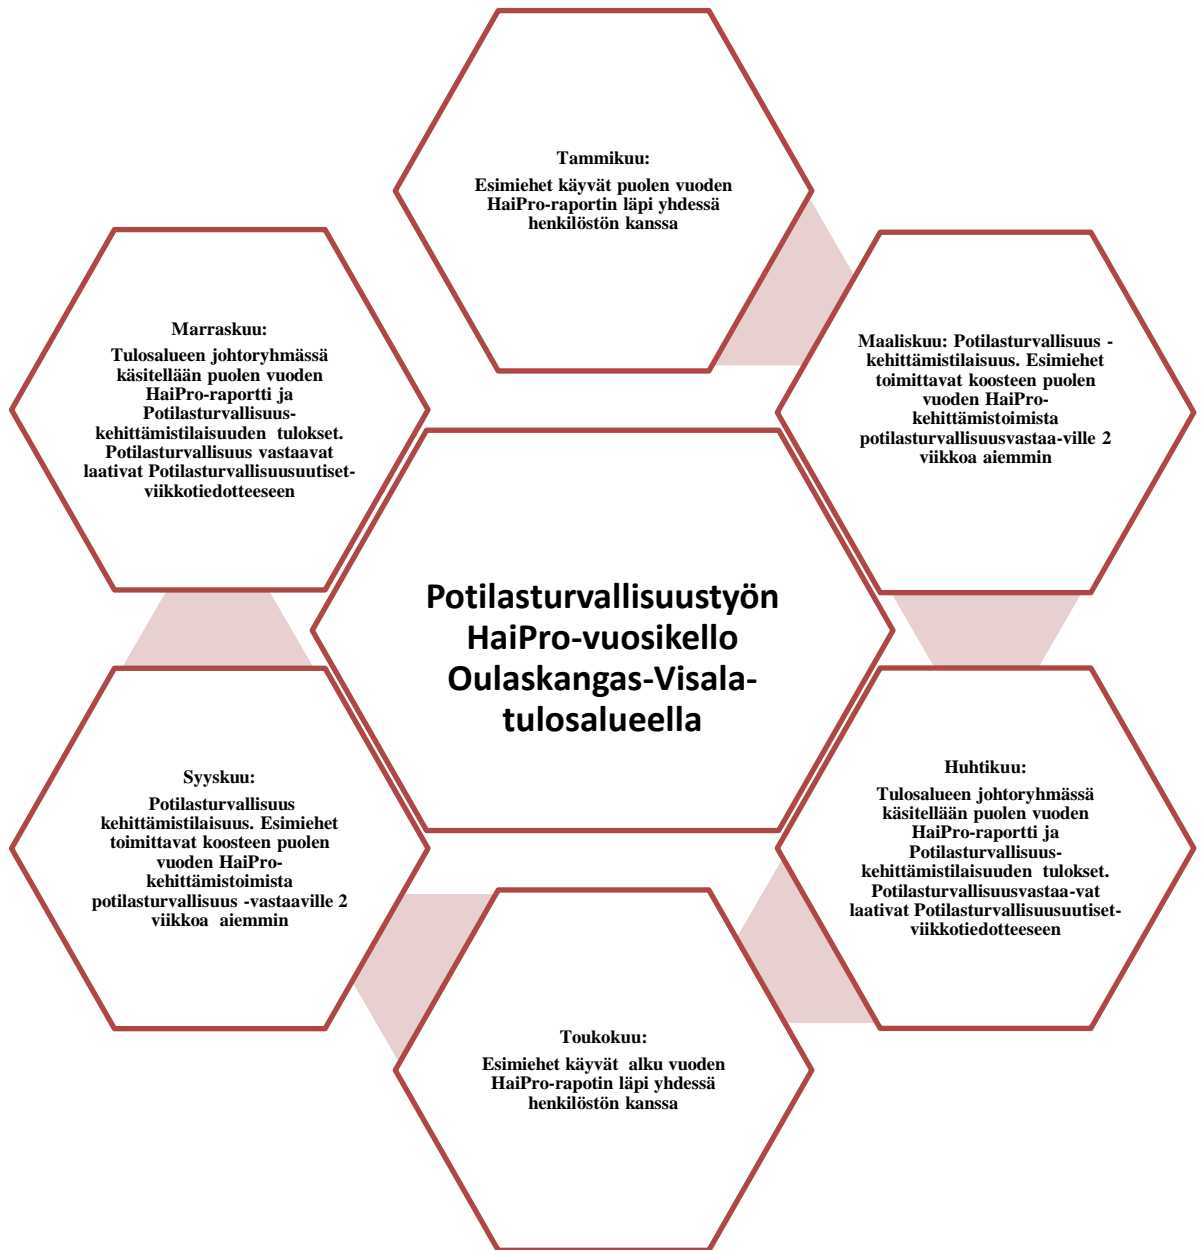 Tammikuu:
Esimiehet käyvät puolen vuoden
HaiPro-raportin läpi yhdessä
henkilöstön kanssa
Maaliskuu: Potilasturvallisuus -
kehittämistilaisuus. Esimiehet
toimittavat koosteen puolen
vuoden HaiPro-
kehittämistoimista
potilasturvallisuusvastaa-ville 2
viikkoa aiemmin
Huhtikuu:
Tulosalueen johtoryhmässä
käsitellään puolen vuoden
HaiPro-raportti ja
Potilasturvallisuus-
kehittämistilaisuuden tulokset.
Potilasturvallisuusvastaa-vat
laativat Potilasturvallisuusuutiset-
viikkotiedotteeseen
Toukokuu:
Esimiehet käyvät alku vuoden
HaiPro-rapotin läpi yhdessä
henkilöstön kanssa
Syyskuu:
Potilasturvallisuus
kehittämistilaisuus. Esimiehet
toimittavat koosteen puolen
vuoden HaiPro-
kehittämistoimista
potilasturvallisuus -vastaaville 2
viikkoa aiemmin
Marraskuu:
Tulosalueen johtoryhmässä
käsitellään puolen vuoden
HaiPro-raportti ja
Potilasturvallisuus-
kehittämistilaisuuden tulokset.
Potilasturvallisuus vastaavat
laativat Potilasturvallisuusuutiset-
viikkotiedotteeseen
Potilasturvallisuustyön
HaiPro-vuosikello
Oulaskangas-Visala-
tulosalueella